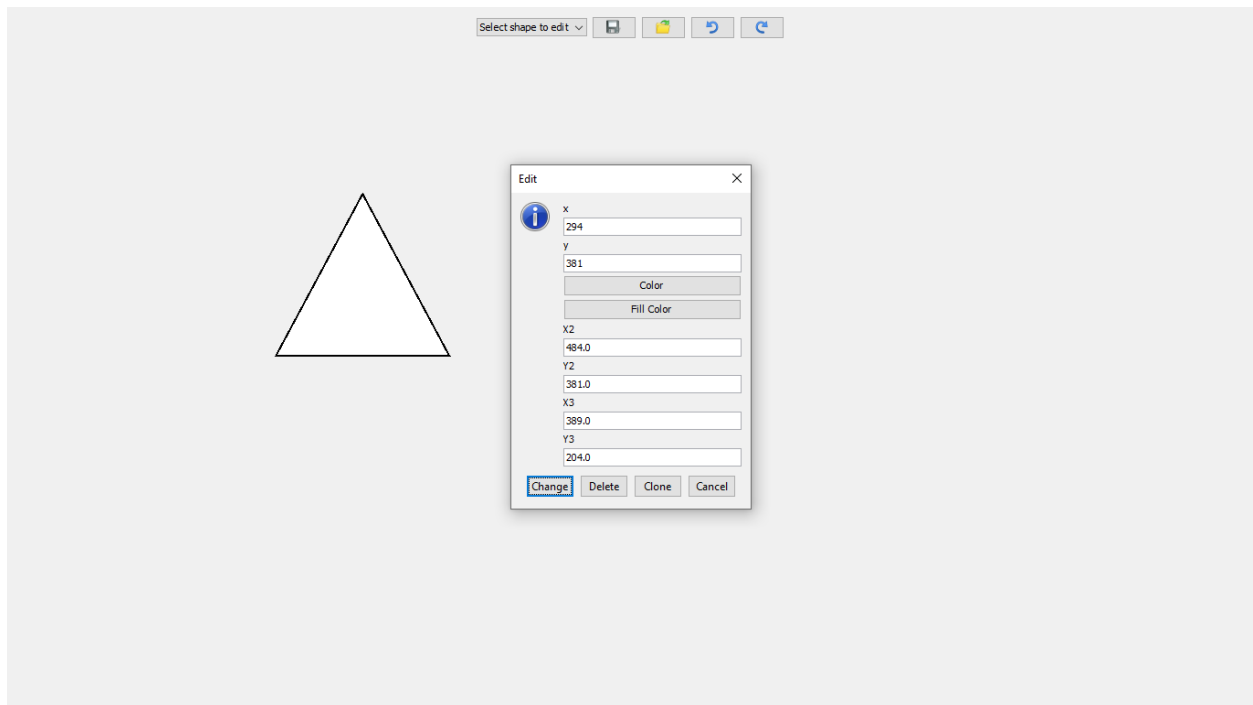 Select shape to edit
Edit
x
294
y
381
Color
Fill Color
X2
484.0
Y2
381.0
X3
389.0
Y3
204.0
Change Delete Clone Cancel